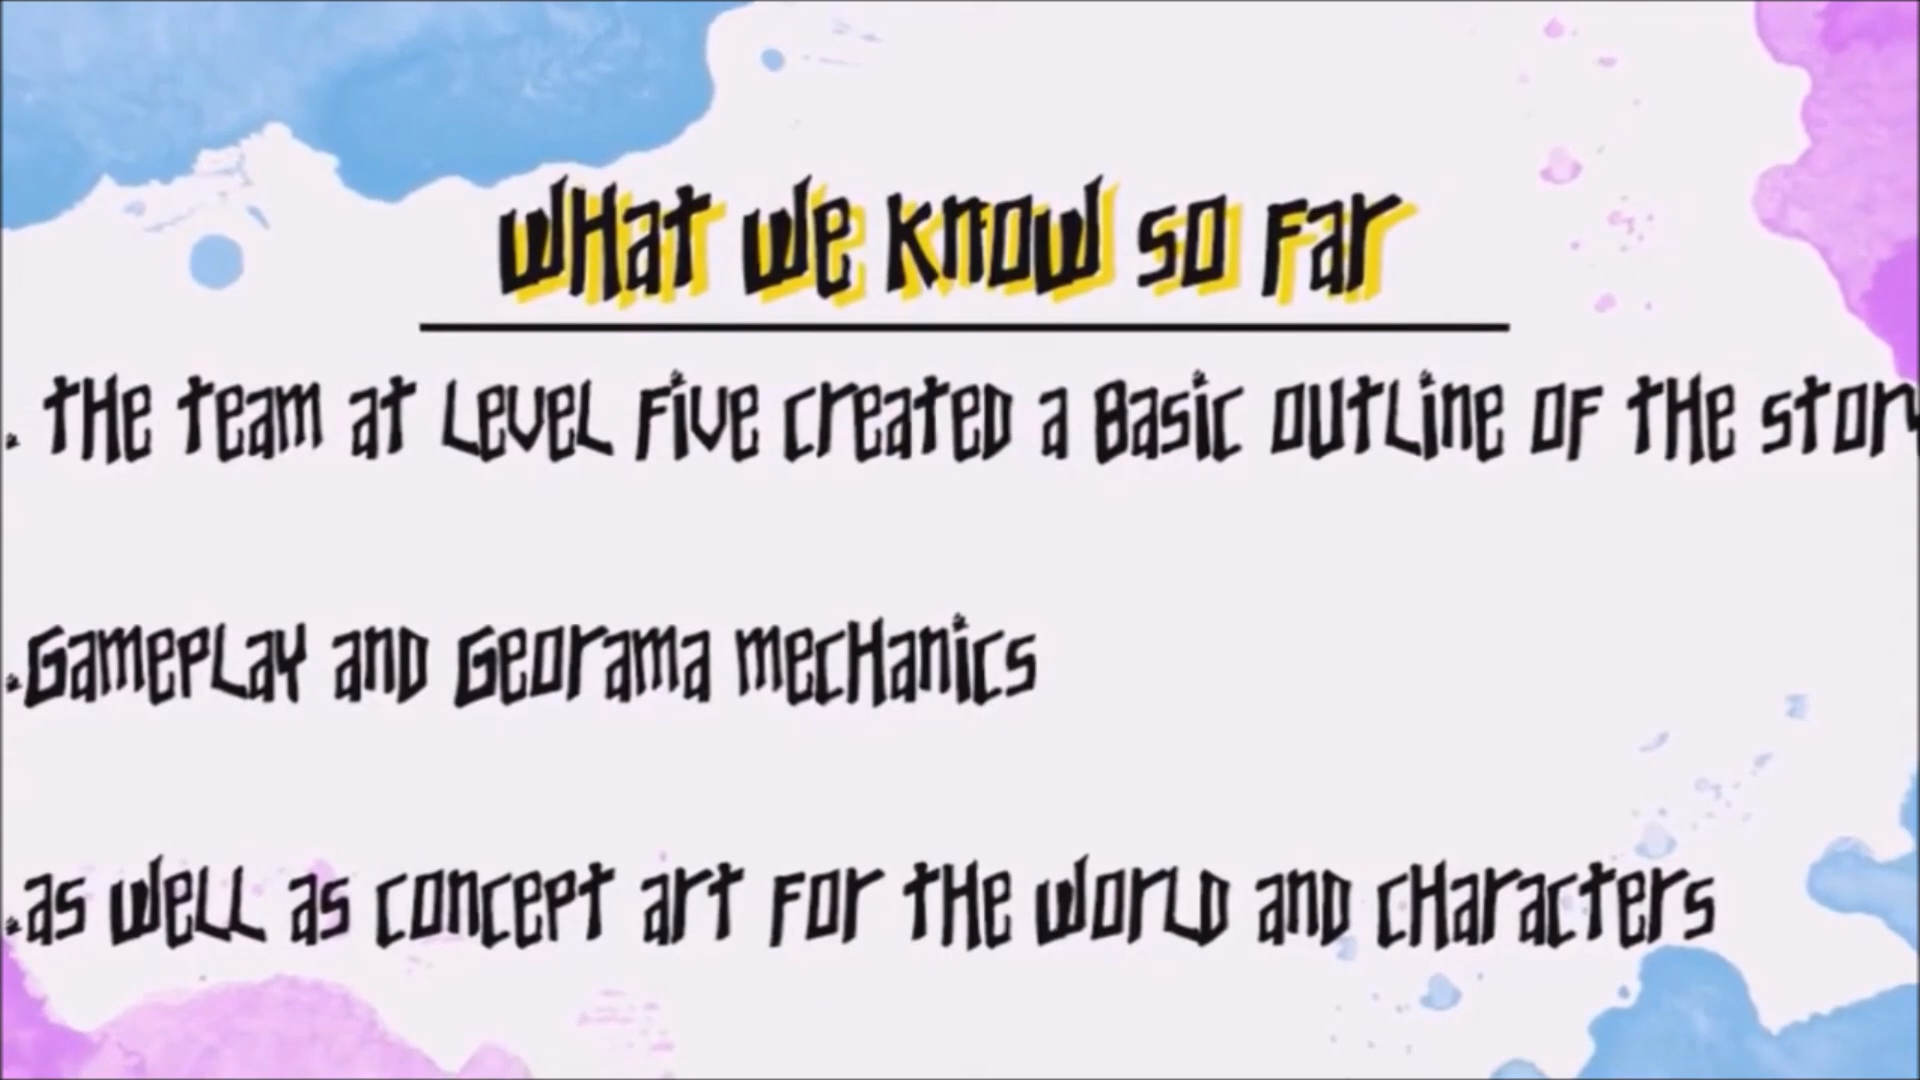 What we know so far
. The team at Level Five created a basic outline of the story
.Gameplay and Georama mechanics
.as well as concept art for the world and characters